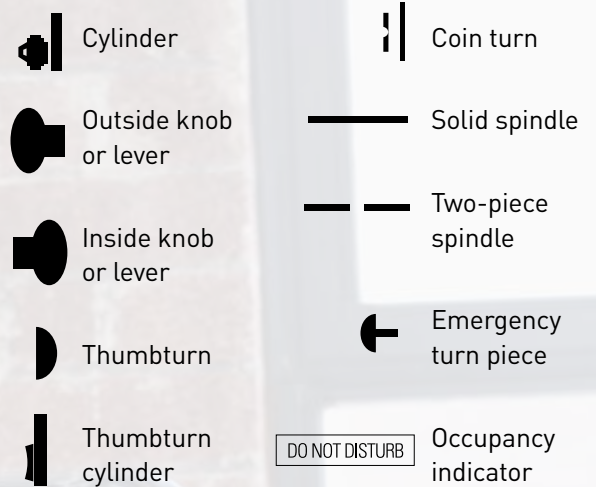 Cylinder
Outside knob
or lever
Inside knob
or lever
Thumbturn
Thumbturn
cylinder
Coin turn
Solid spindle
Two-piece
spindle
Emergency
turn piece
DO NOT DISTURB
Occupancy
indicator